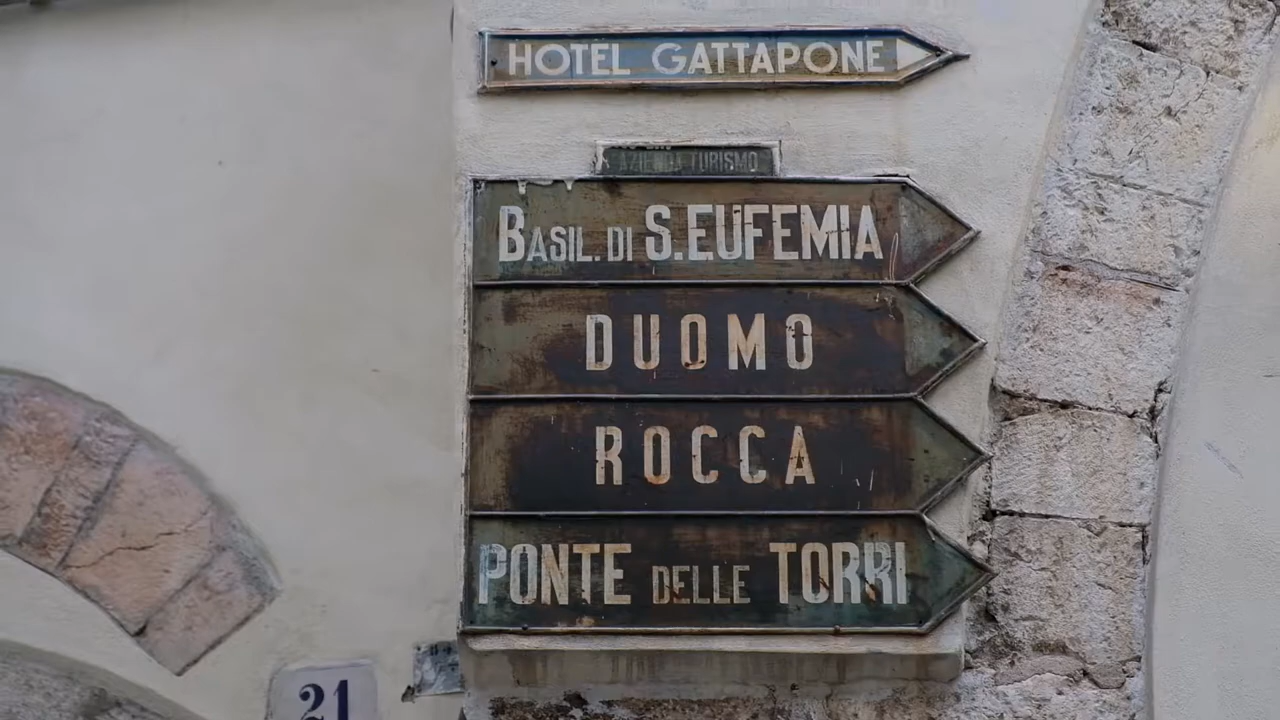 HOTEL GATTAPONE
AZIENDA TURISMO
BASIL. DI S. EUFEMIA
DUOMO
ROCCA
PONTE DELLE TORRI
21